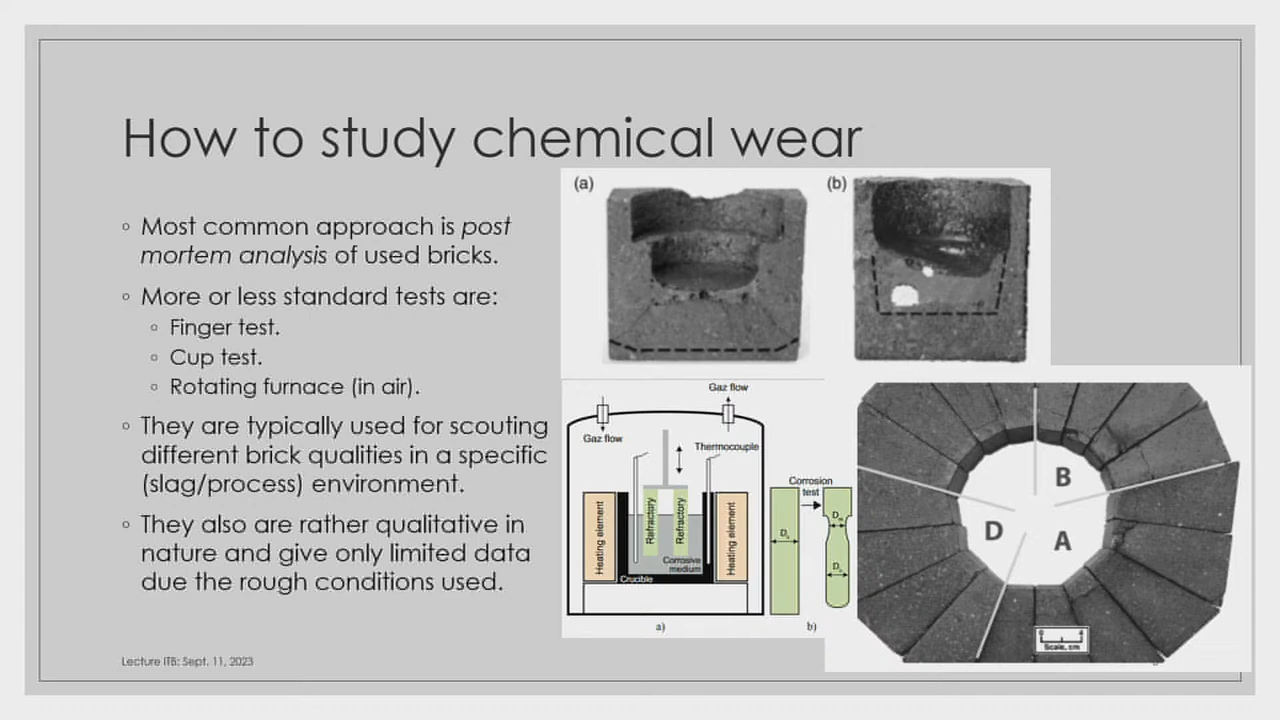 How to study chemical wear
◦ Most common approach is post
mortem analysis of used bricks.
◦ More or less standard tests are:
◦ Finger test.
◦ Cup test.
◦ Rotating furnace (in air).
◦ They are typically used for scouting
different brick qualities in a specific
(slag/process) environment.
◦ They also are rather qualitative in
nature and give only limited data
due the rough conditions used.
Lecture ITB: Sept. 11, 2023
(a)
(b)
Gaz flow
Gaz flow
Thermocouple
Heating element
Refractory
Refractory
Heating element
Corrosive
medium
Crucible
a)
Corrosion
test
b)
B
D
A
Scale, cm